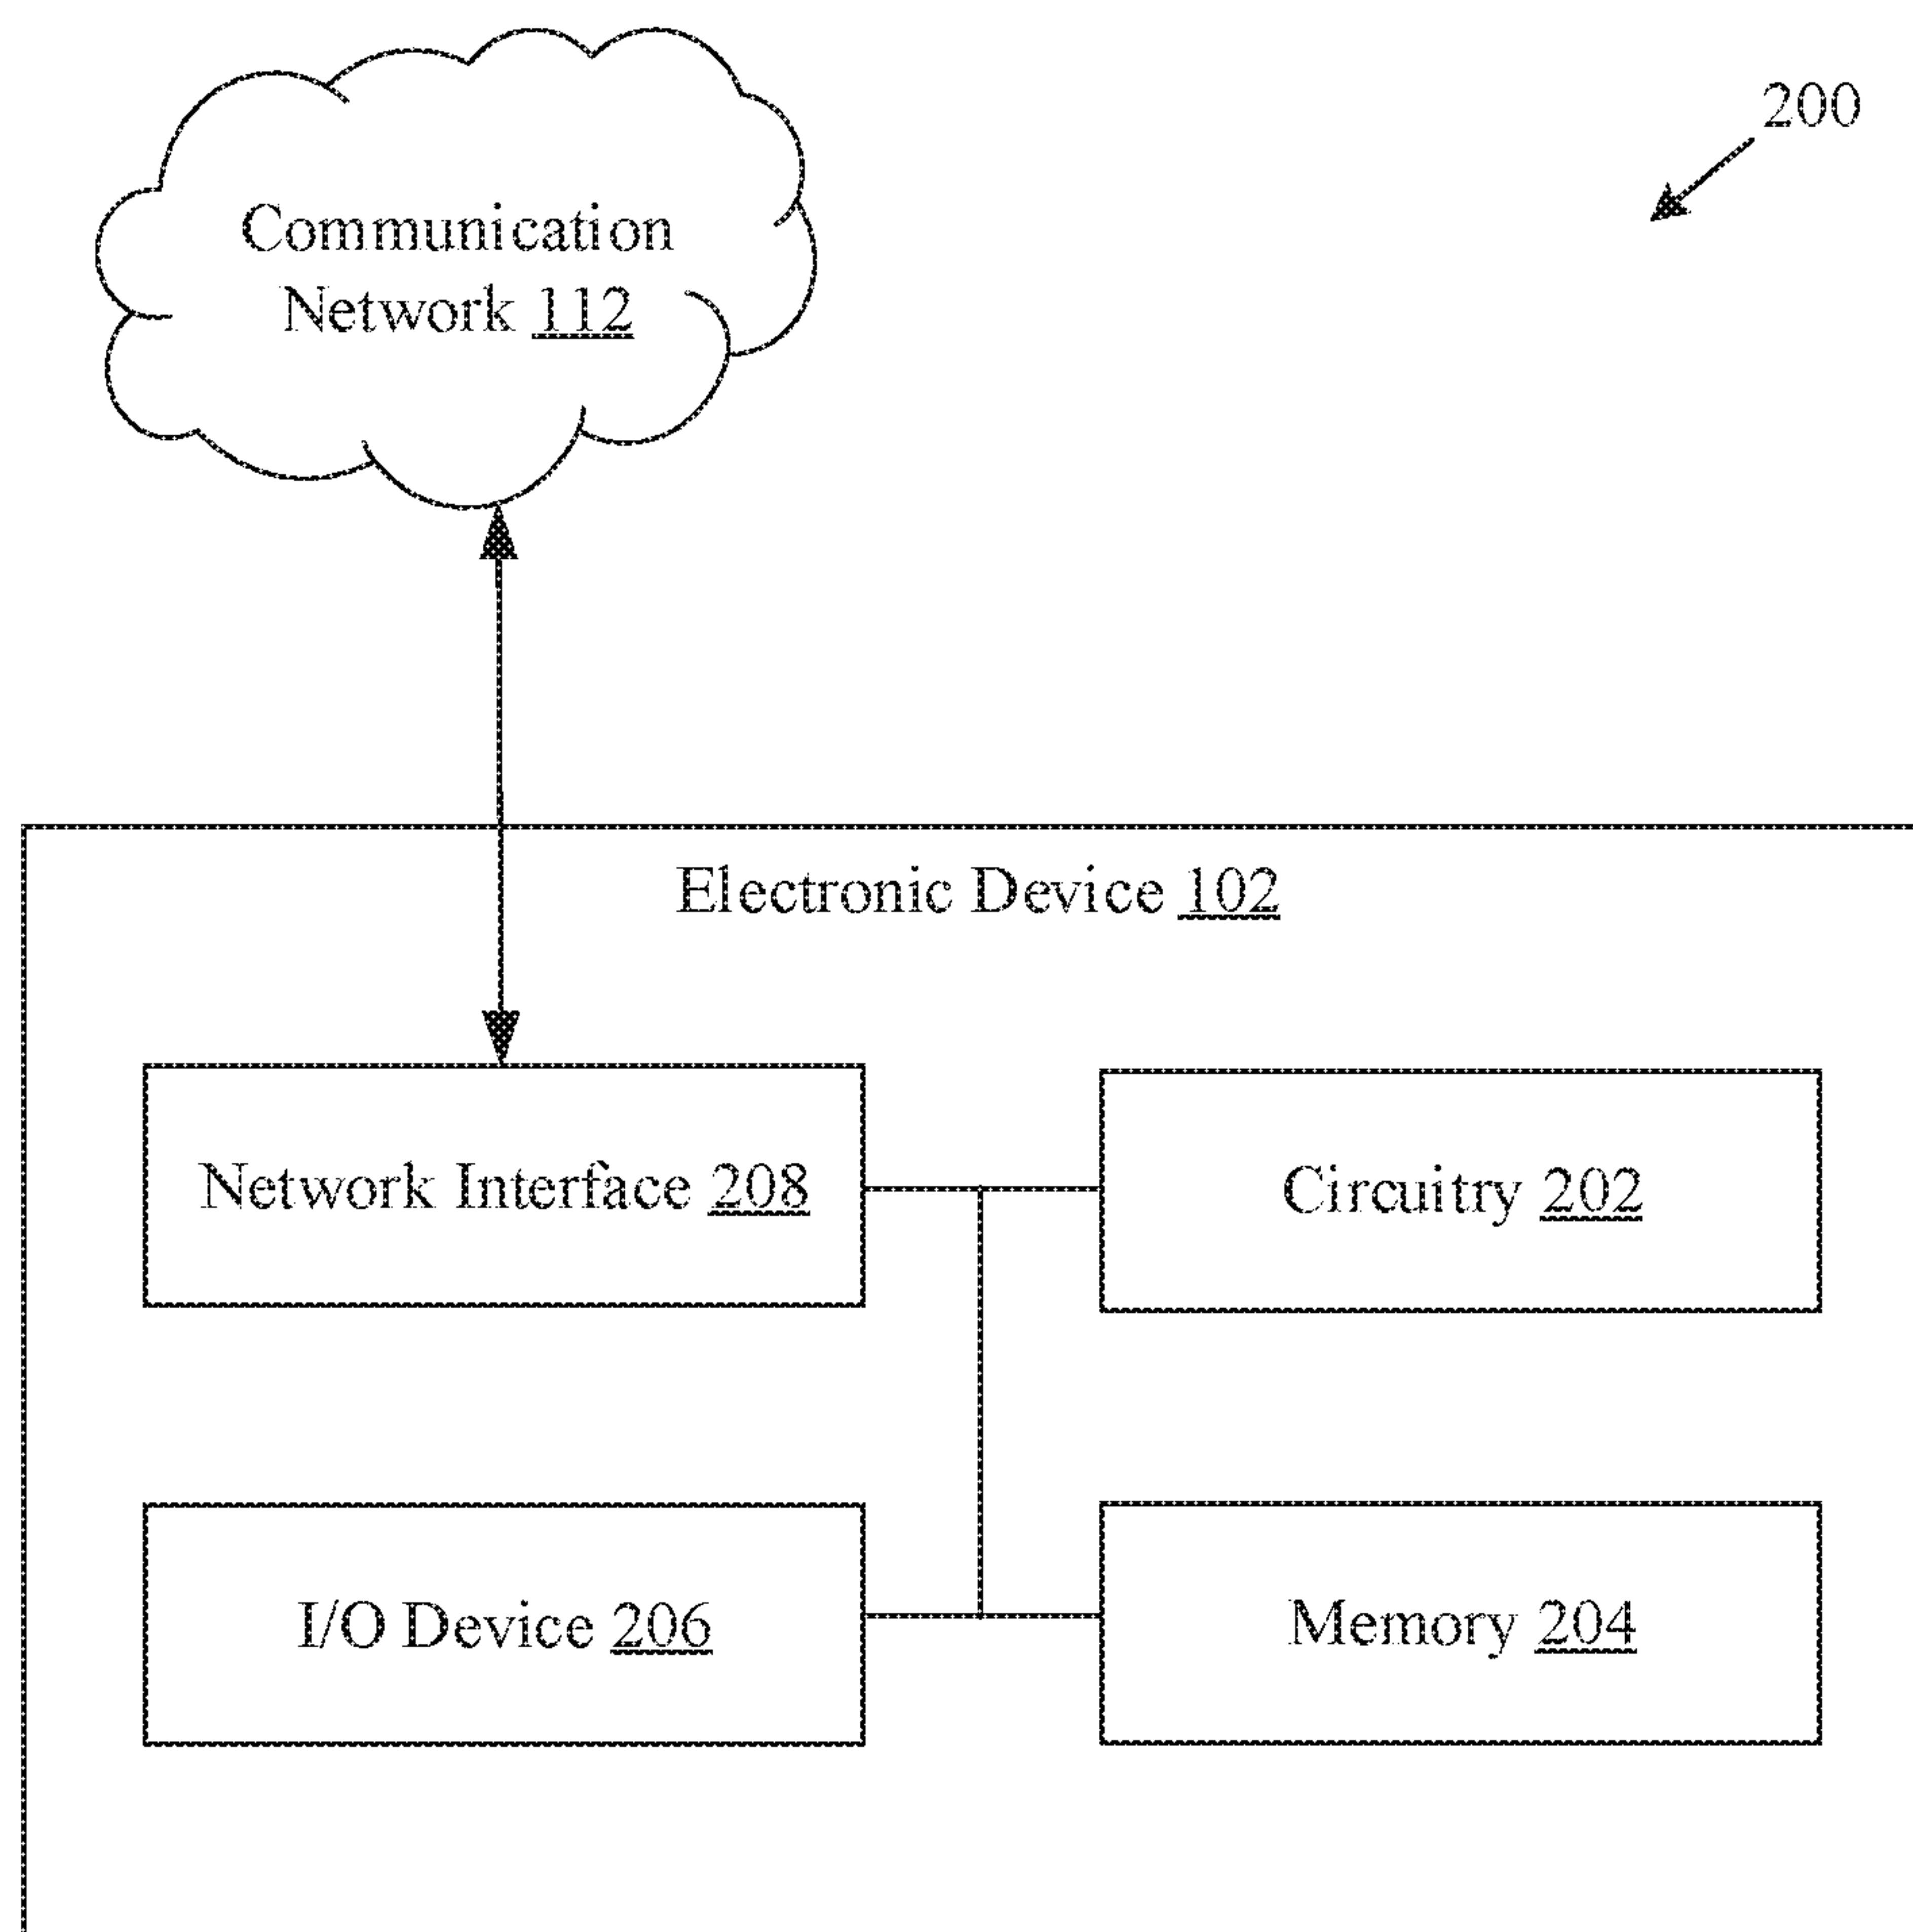 200
Communication
Network 112
Electronic Device 102
Network Interface 208
Circuitry 202
I/O Device 206
Memory 204